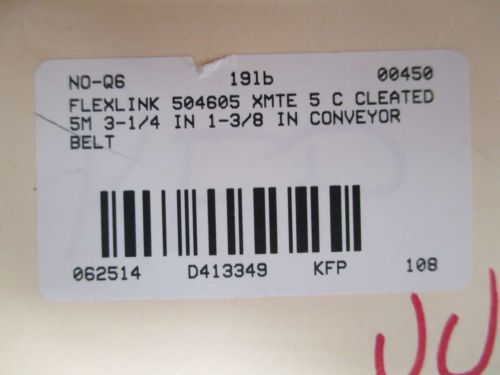 NO-Q6 19lb 00450
FLEXLINK 504605 XMTE 5 C CLEATED
5M 3-1/4 IN 1-3/8 IN CONVEYOR
BELT
062514 D413349 KFP 108